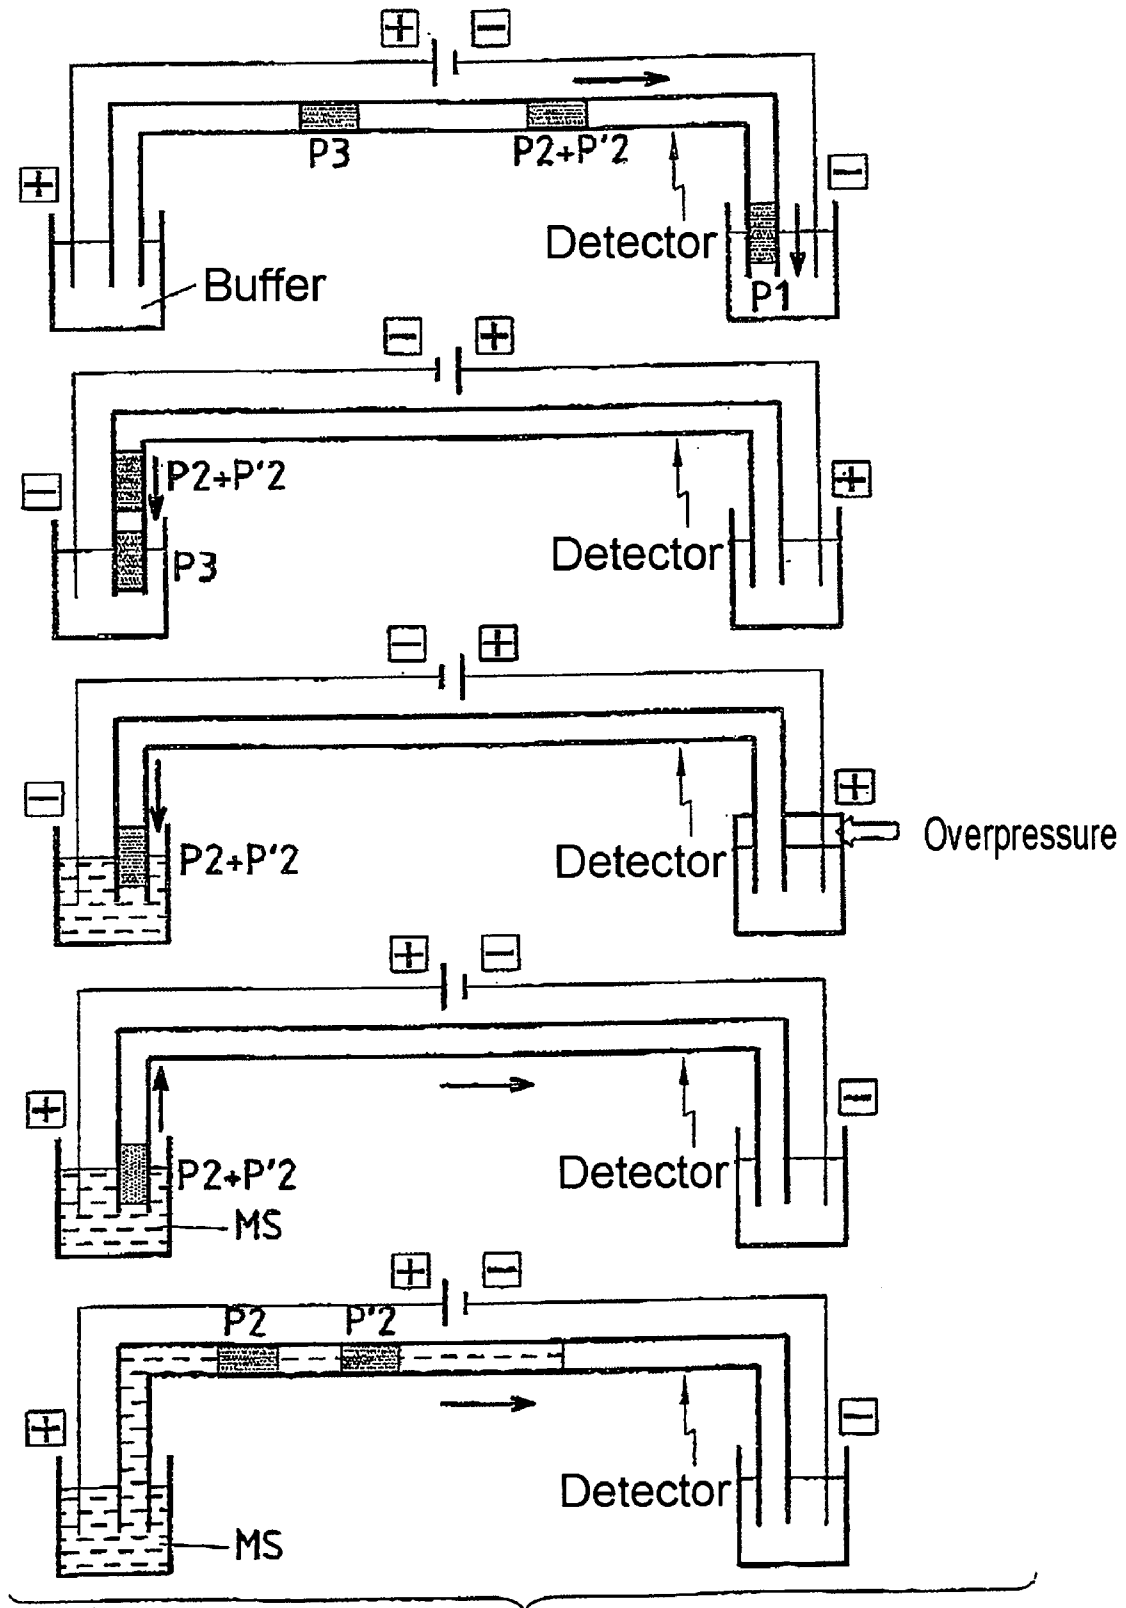 + −
P3 P2+P'2
+ −
Detector
Buffer
P1
− +
P2+P'2
− +
Detector
P3
− +
− +
P2+P'2
Detector
Overpressure
+ −
+ −
P2+P'2
Detector
MS
+ −
P2 P'2
+ −
Detector
MS